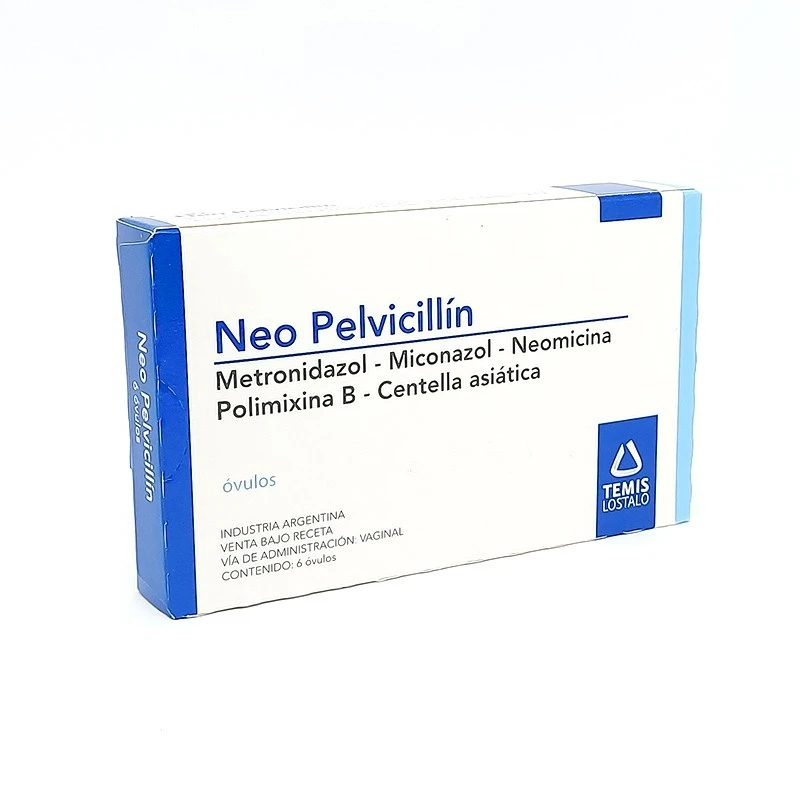 Neo Pelvicillín
Metronidazol - Miconazol - Neomicina
Polimixina B - Centella asiática
óvulos
INDUSTRIA ARGENTINA
VENTA BAJO RECETA
VÍA DE ADMINISTRACIÓN: VAGINAL
CONTENIDO: 6 óvulos
TEMIS
LOSTALO
Neo Pelvicillín
6 óvulos